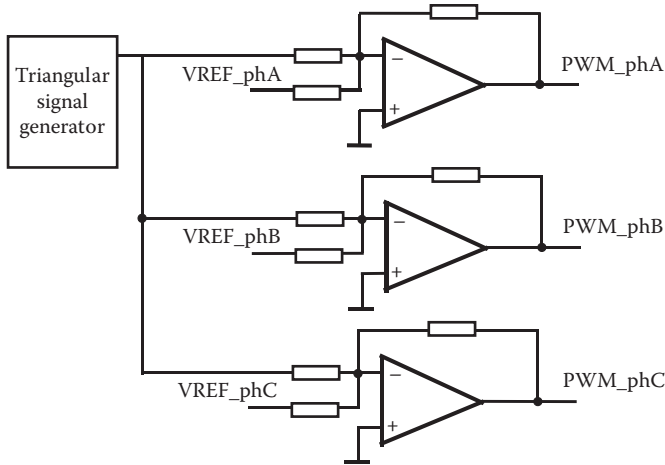 Triangular
signal
generator
VREF_phA
−
+
PWM_phA
VREF_phB
−
+
PWM_phB
VREF_phC
−
+
PWM_phC